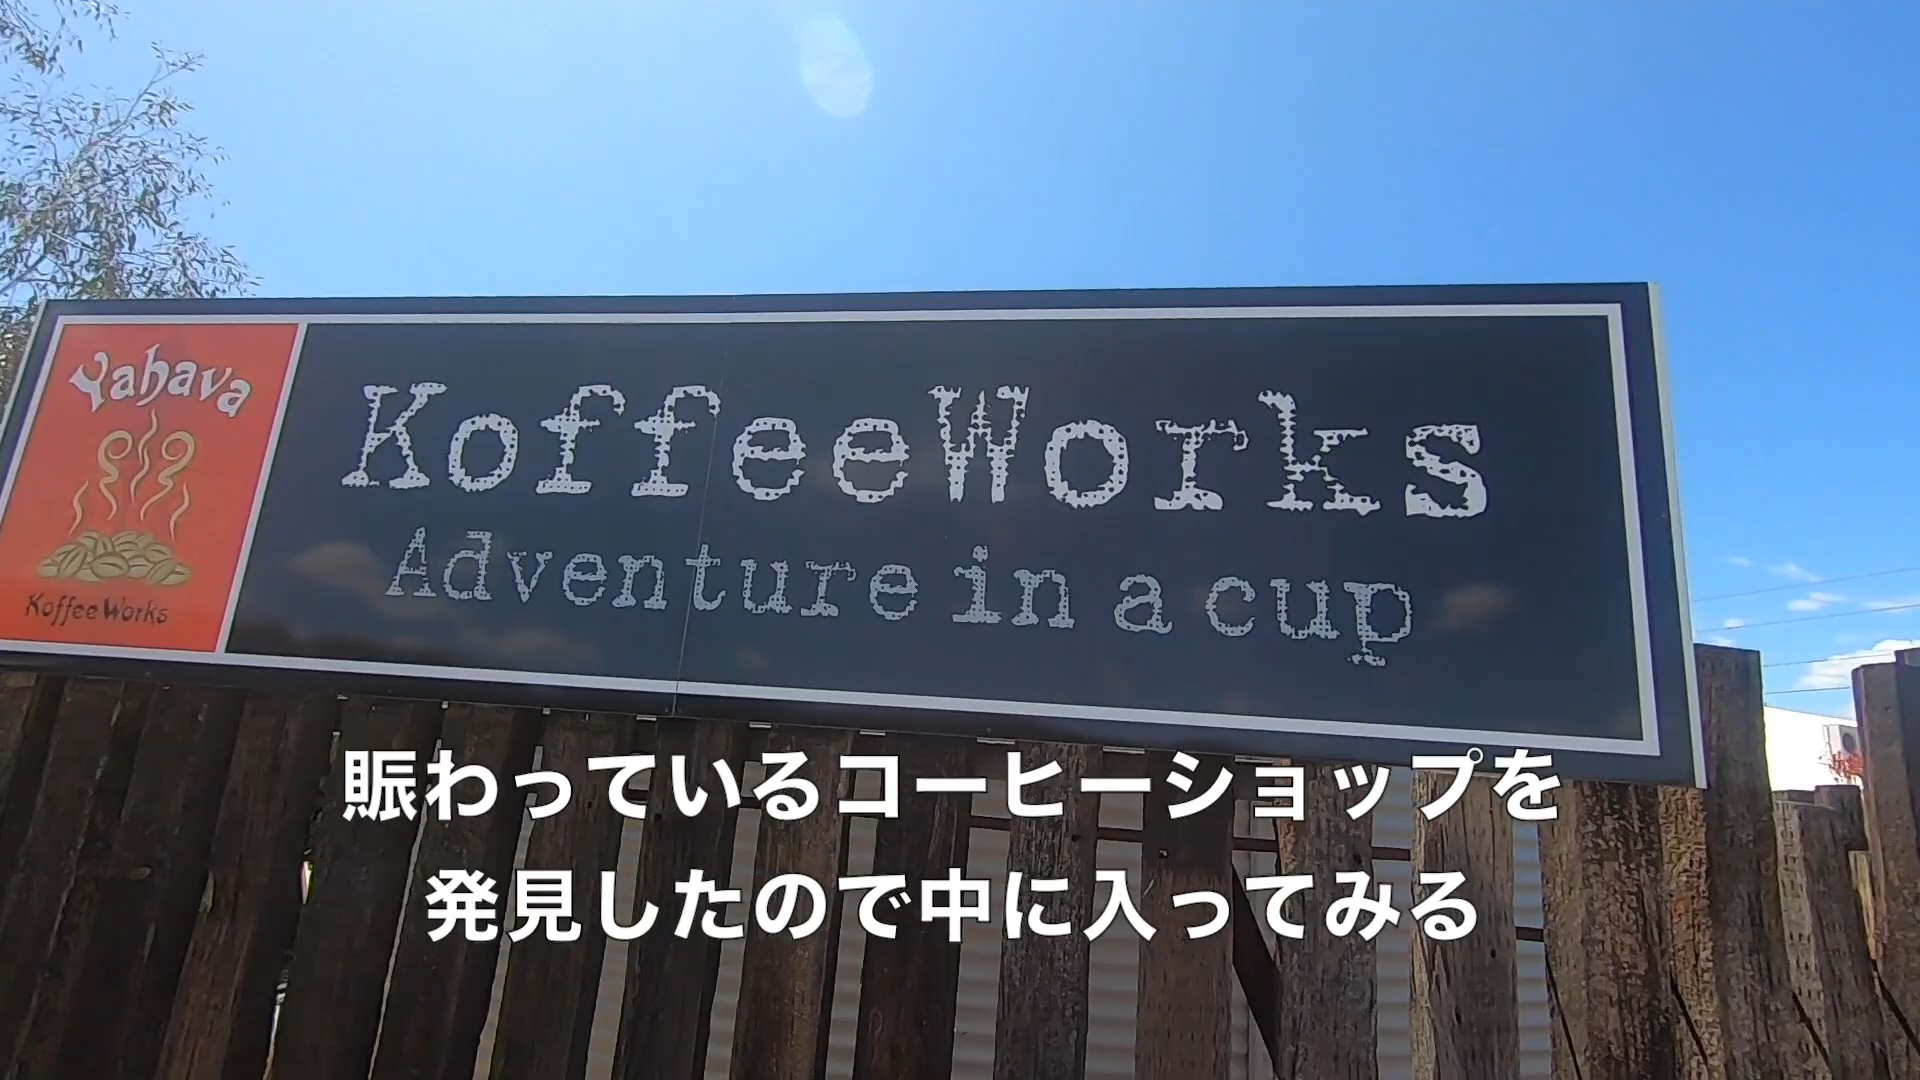 Yahava
KoffeeWorks
KoffeeWorks
Adventure in a cup
賑わっているコーヒーショップを
発見したので中に入ってみる